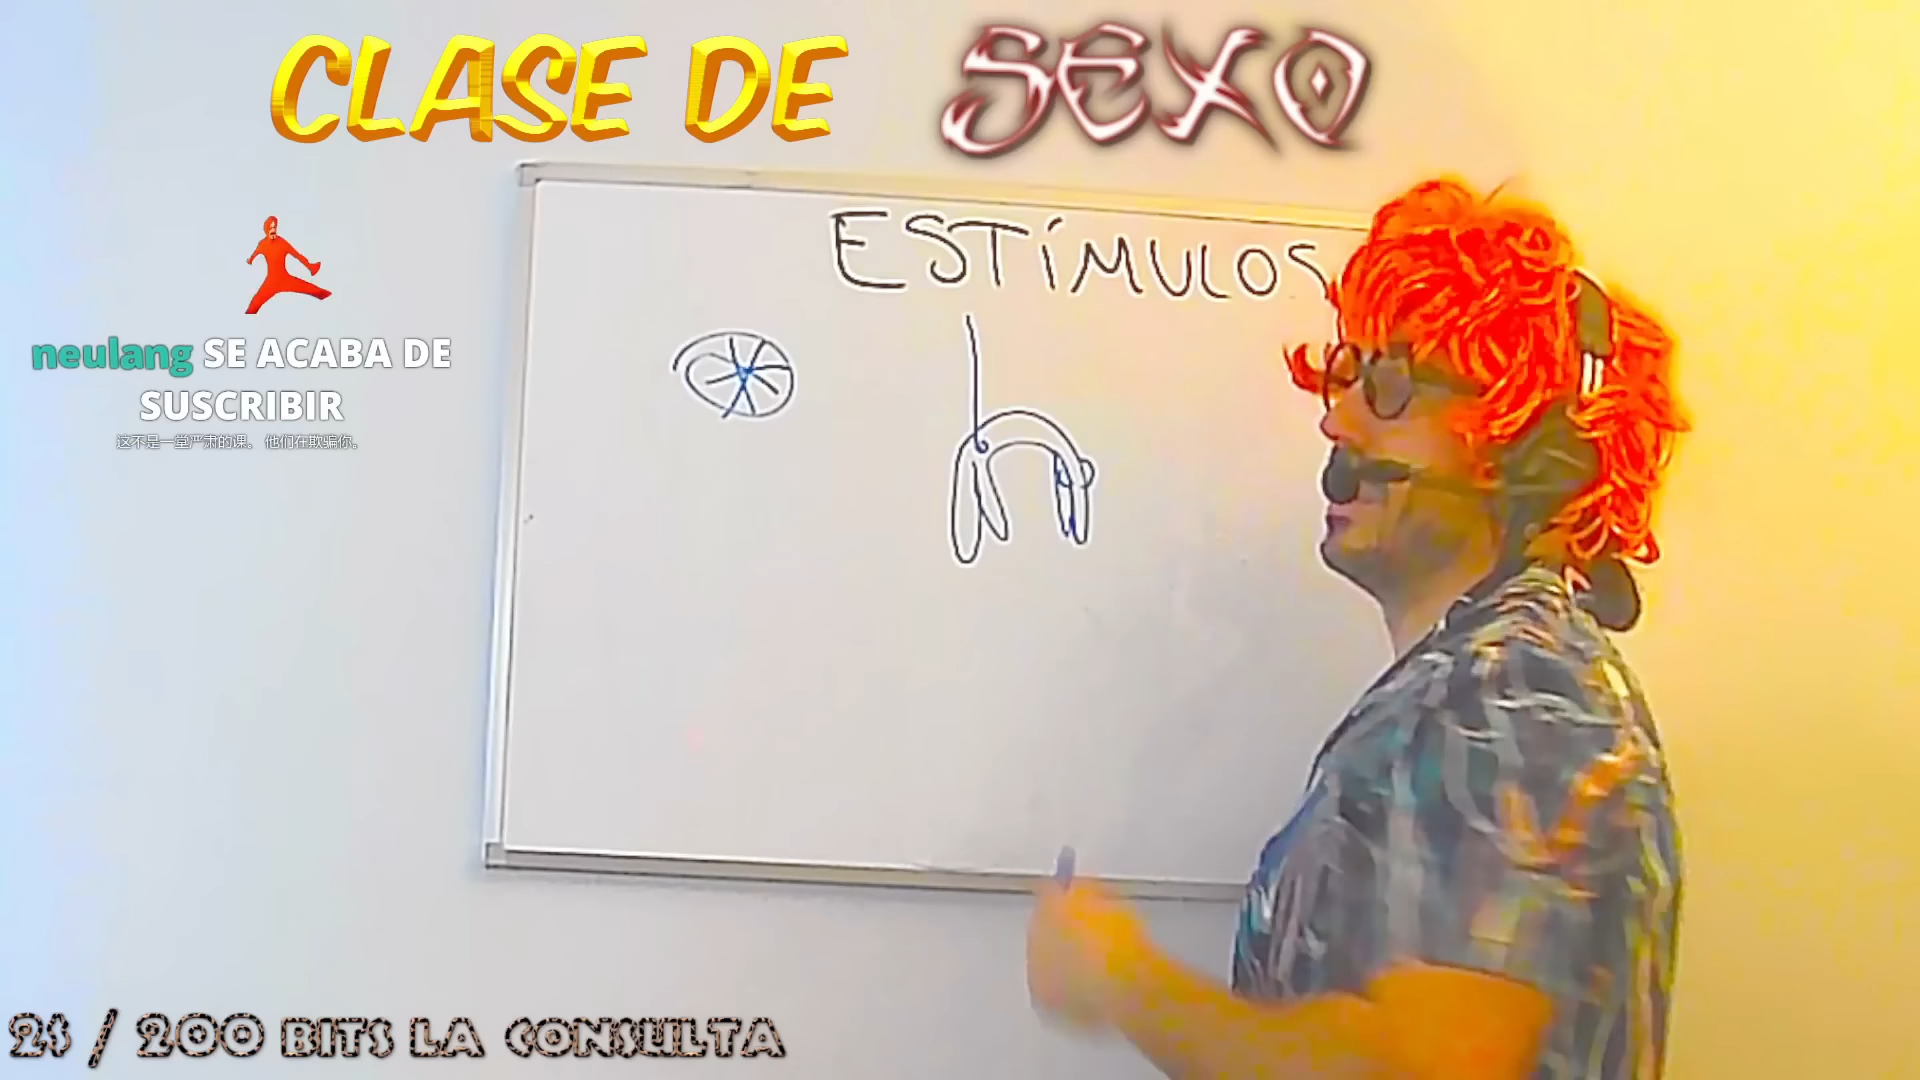 CLASE DE SEXO
ESTÍMULOS
neulang SE ACABA DE
SUSCRIBIR
这不是一堂严肃的课。他们在欺骗你。
2$ / 200 BITS LA CONSULTA